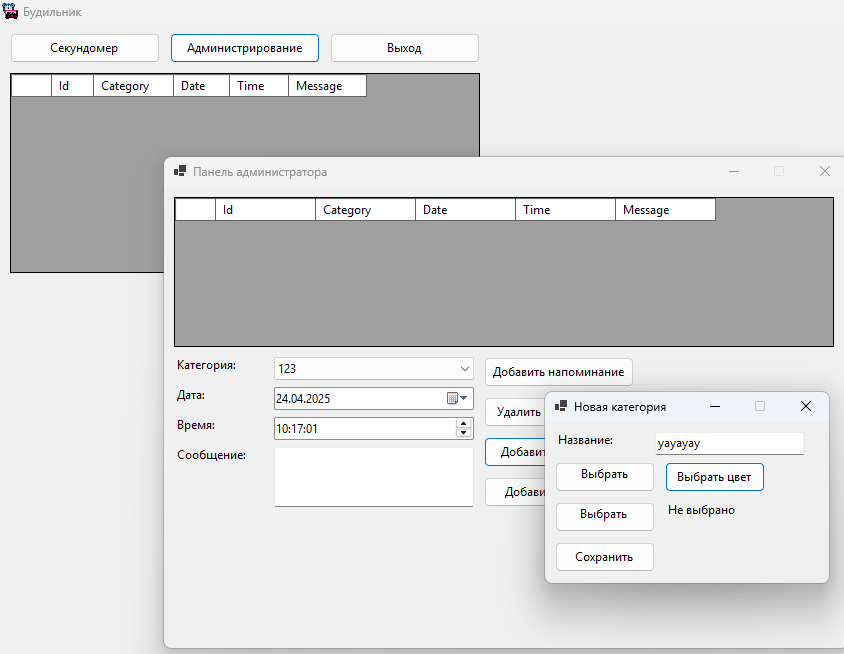 Будильник
Секундомер Администрирование Выход
Id Category Date Time Message
Панель администратора
Id Category Date Time Message
Категория: 123 Добавить напоминание
Дата: 24.04.2025 Удалить
Время: 10:17:01
Сообщение: Добавит
Добави
Новая категория
Название: yayayay
Выбрать Выбрать цвет
Выбрать Не выбрано
Сохранить